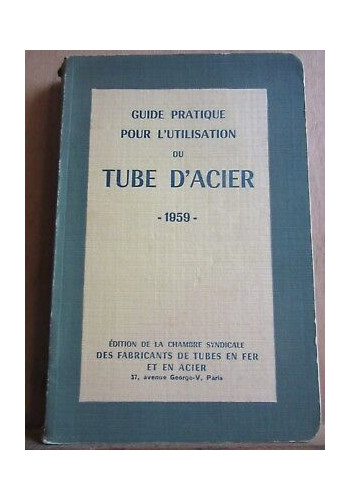 GUIDE PRATIQUE
POUR L'UTILISATION
DU
TUBE D'ACIER
- 1959 -
ÉDITION DE LA CHAMBRE SYNDICALE
DES FABRICANTS DE TUBES EN FER
ET EN ACIER
37, avenue George-V, Paris